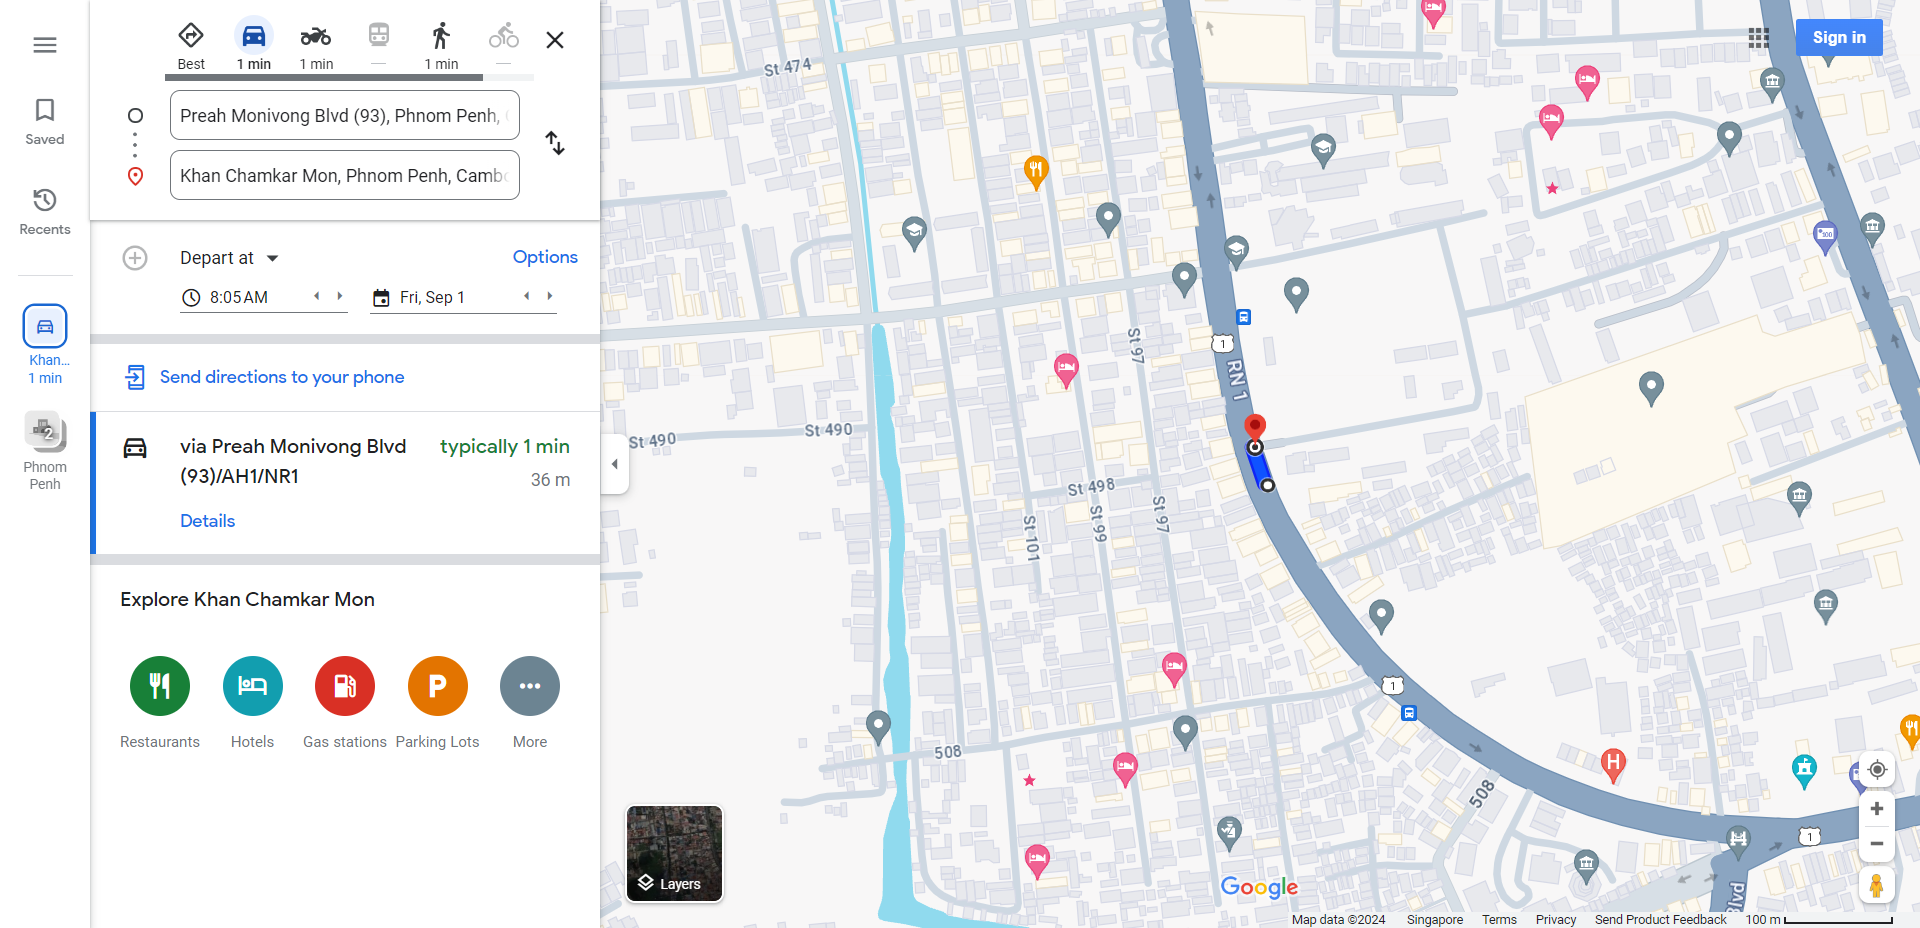 Best
1 min
1 min
—
1 min
—
Saved
Preah Monivong Blvd (93), Phnom Penh,
Khan Chamkar Mon, Phnom Penh, Cambo
Recents
Depart at
Options
8:05 AM
Fri, Sep 1
Khan...
1 min
Send directions to your phone
2
Phnom
Penh
via Preah Monivong Blvd
(93)/AH1/NR1
typically 1 min
36 m
Details
Explore Khan Chamkar Mon
P
Restaurants
Hotels
Gas stations
Parking Lots
More
Layers
Sign in
St 474
St 97
1
RN 1
St 490
St 490
St 498
St 97
St 99
St 101
1
508
508
H
1
Blvd
Google
Map data ©2024
Singapore
Terms
Privacy
Send Product Feedback
100 m